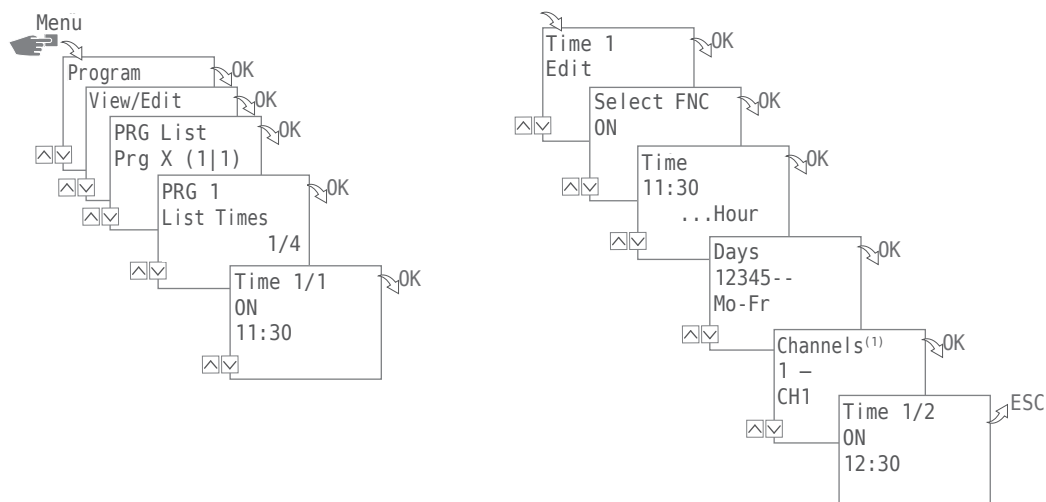 Menü
Program
OK
View/Edit
OK
PRG List
Prg X (1|1)
OK
PRG 1
List Times
1/4
OK
Time 1/1
ON
11:30
OK
Time 1
Edit
OK
Select FNC
ON
OK
Time
11:30
...Hour
OK
Days
12345--
Mo-Fr
OK
Channels(1)
1 –
CH1
OK
Time 1/2
ON
12:30
ESC